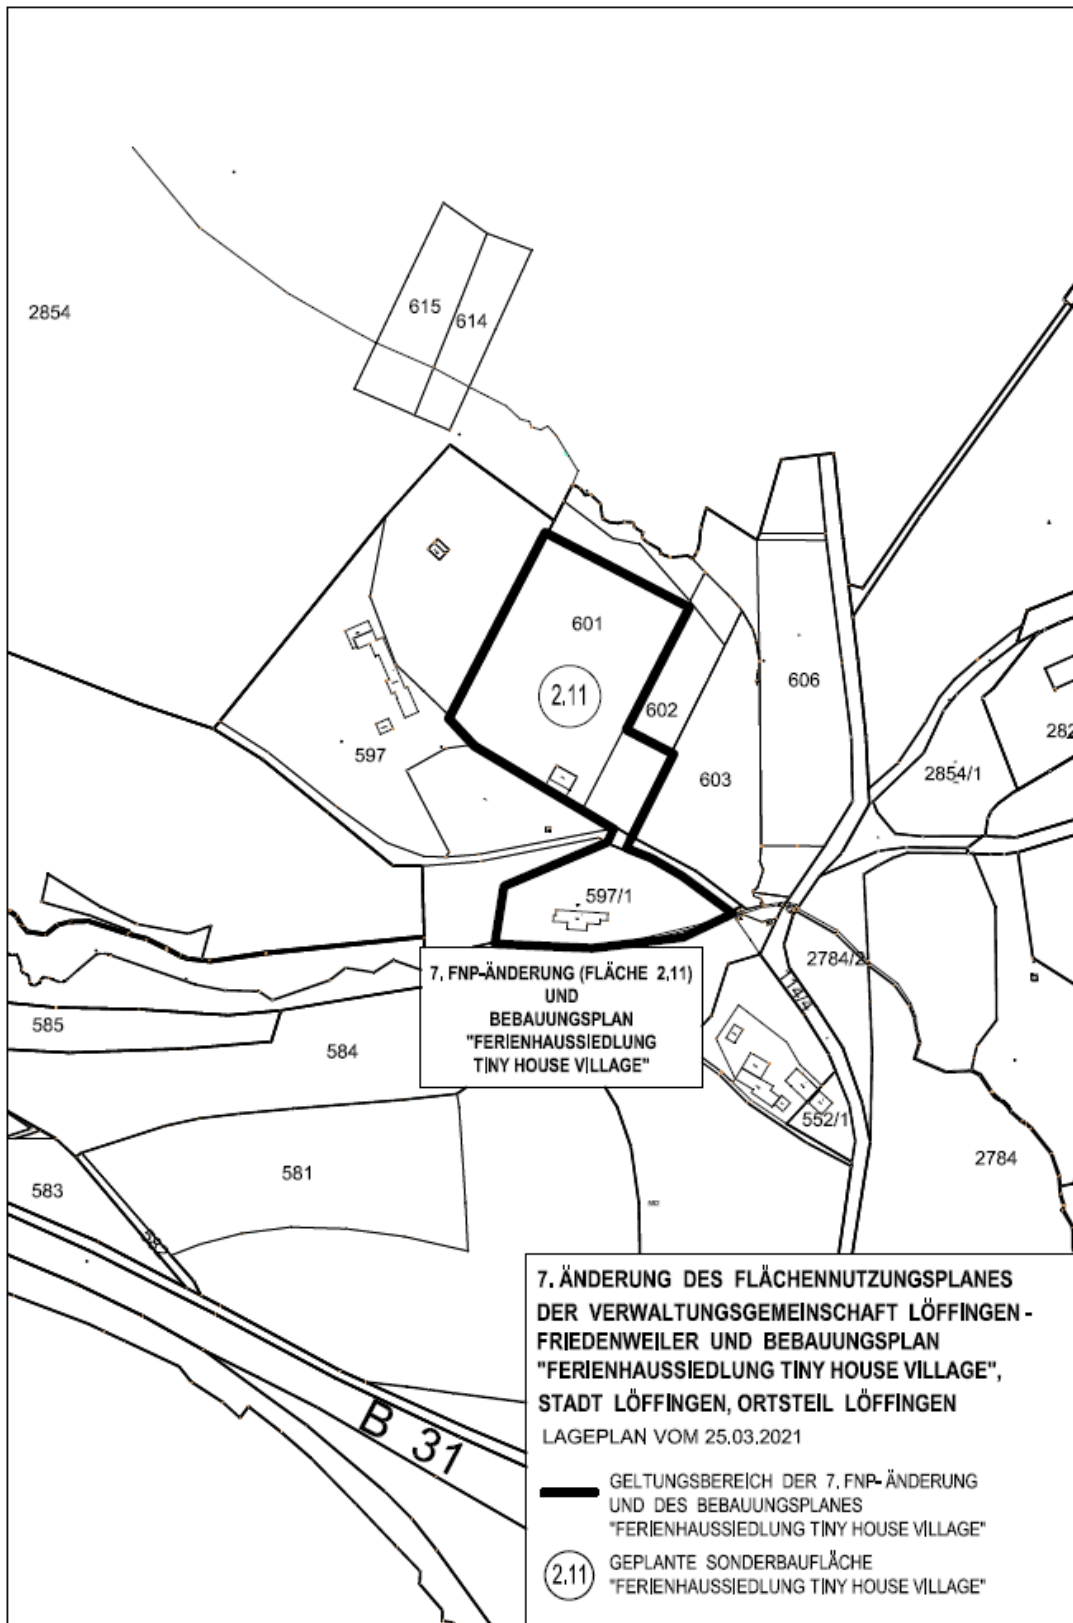 615
614
2854
601
2.11
602
606
597
603
2854/1
282
597/1
2784/2
114/4
7. FNP-ÄNDERUNG (FLÄCHE 2.11)
UND
BEBAUUNGSPLAN
"FERIENHAUSSIEDLUNG
TINY HOUSE VILLAGE"
585
584
552/1
2784
581
583
B 31
7. ÄNDERUNG DES FLÄCHENNUTZUNGSPLANES
DER VERWALTUNGSGEMEINSCHAFT LÖFFINGEN -
FRIEDENWEILER UND BEBAUUNGSPLAN
"FERIENHAUSSIEDLUNG TINY HOUSE VILLAGE",
STADT LÖFFINGEN, ORTSTEIL LÖFFINGEN
LAGEPLAN VOM 25.03.2021
GELTUNGSBEREICH DER 7. FNP-ÄNDERUNG
UND DES BEBAUUNGSPLANES
"FERIENHAUSSIEDLUNG TINY HOUSE VILLAGE"
2.11
GEPLANTE SONDERBAUFLÄCHE
"FERIENHAUSSIEDLUNG TINY HOUSE VILLAGE"